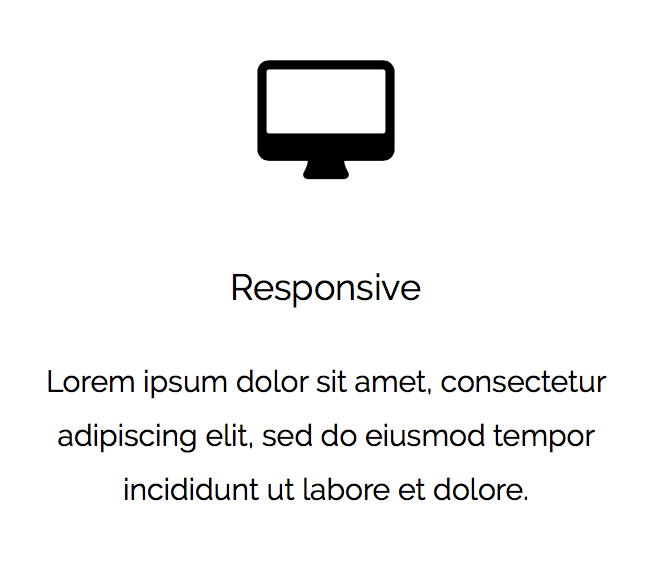 Responsive
Lorem ipsum dolor sit amet, consectetur
adipiscing elit, sed do eiusmod tempor
incididunt ut labore et dolore.